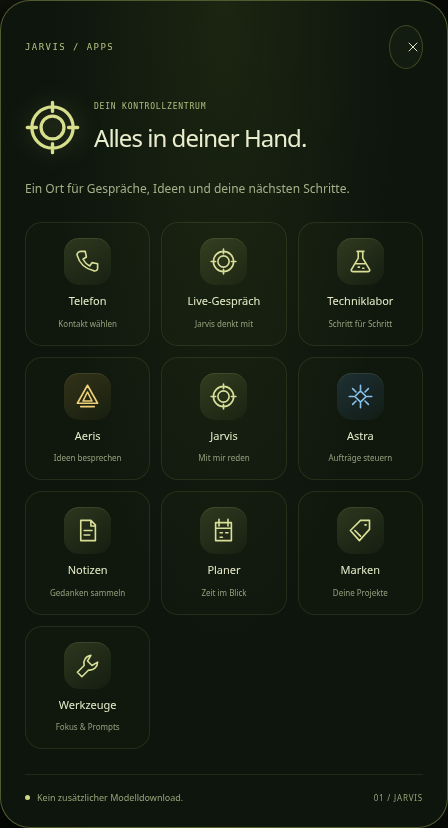 JARVIS / APPS
DEIN KONTROLLZENTRUM
Alles in deiner Hand.
Ein Ort für Gespräche, Ideen und deine nächsten Schritte.
Telefon
Kontakt wählen
Live-Gespräch
Jarvis denkt mit
Techniklabor
Schritt für Schritt
Aeris
Ideen besprechen
Jarvis
Mit mir reden
Astra
Aufträge steuern
Notizen
Gedanken sammeln
Planer
Zeit im Blick
Marken
Deine Projekte
Werkzeuge
Fokus & Prompts
Kein zusätzlicher Modelldownload.
01 / JARVIS